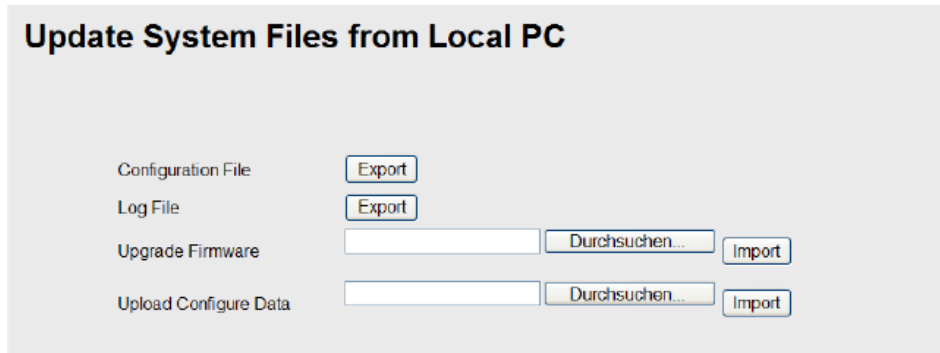 Update System Files from Local PC
Configuration File Export
Log File Export
Upgrade Firmware Durchsuchen... Import
Upload Configure Data Durchsuchen... Import